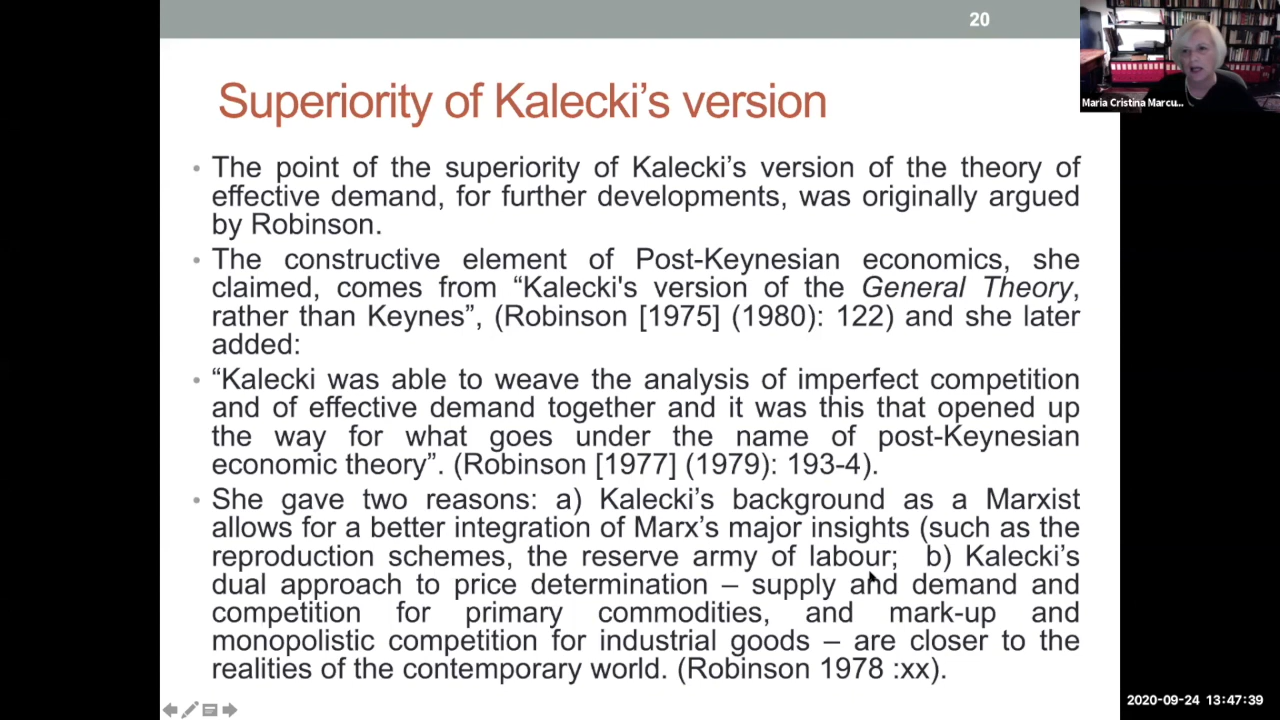 20
Maria Cristina Marcu...
Superiority of Kalecki’s version
• The point of the superiority of Kalecki’s version of the theory of
effective demand, for further developments, was originally argued
by Robinson.
• The constructive element of Post-Keynesian economics, she
claimed, comes from “Kalecki's version of the General Theory,
rather than Keynes”, (Robinson [1975] (1980): 122) and she later
added:
• “Kalecki was able to weave the analysis of imperfect competition
and of effective demand together and it was this that opened up
the way for what goes under the name of post-Keynesian
economic theory”. (Robinson [1977] (1979): 193-4).
• She gave two reasons: a) Kalecki’s background as a Marxist
allows for a better integration of Marx’s major insights (such as the
reproduction schemes, the reserve army of labour; b) Kalecki’s
dual approach to price determination – supply and demand and
competition for primary commodities, and mark-up and
monopolistic competition for industrial goods – are closer to the
realities of the contemporary world. (Robinson 1978 :xx).
2020-09-24 13:47:39